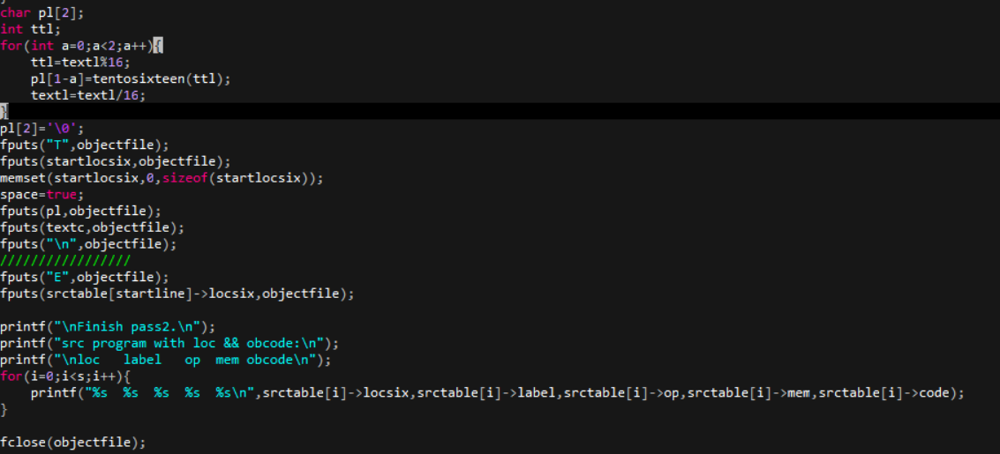 }
char pl[2];
int ttl;
for(int a=0;a<2;a++){
    ttl=textl%16;
    pl[1-a]=tentosixteen(ttl);
    textl=textl/16;
}
pl[2]='\0';
fputs("T",objectfile);
fputs(startlocsix,objectfile);
memset(startlocsix,0,sizeof(startlocsix));
space=true;
fputs(pl,objectfile);
fputs(textc,objectfile);
fputs("\n",objectfile);
/////////////////
fputs("E",objectfile);
fputs(srctable[startline]->locsix,objectfile);

printf("\nFinish pass2.\n");
printf("src program with loc && obcode:\n");
printf("\nloc   label   op  mem obcode\n");
for(i=0;i<s;i++){
    printf("%s  %s  %s  %s  %s\n",srctable[i]->locsix,srctable[i]->label,srctable[i]->op,srctable[i]->mem,srctable[i]->code);
}

fclose(objectfile);